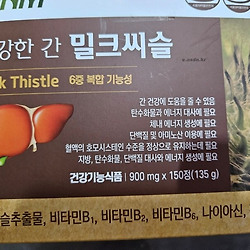 강한 간 밀크씨슬
k Thistle 6중 복합 기능성
간 건강에 도움을 줄 수 있음
탄수화물과 에너지 대사에 필요
체내 에너지 생성에 필요
단백질 및 아미노산 이용에 필요
혈액의 호모시스테인 수준을 정상으로 유지하는데 필요
지방, 탄수화물, 단백질 대사와 에너지 생성에 필요
건강기능식품 900 mg x 150정(135 g)
슬추출물, 비타민B₁, 비타민B₂, 비타민B₆, 나이아신,